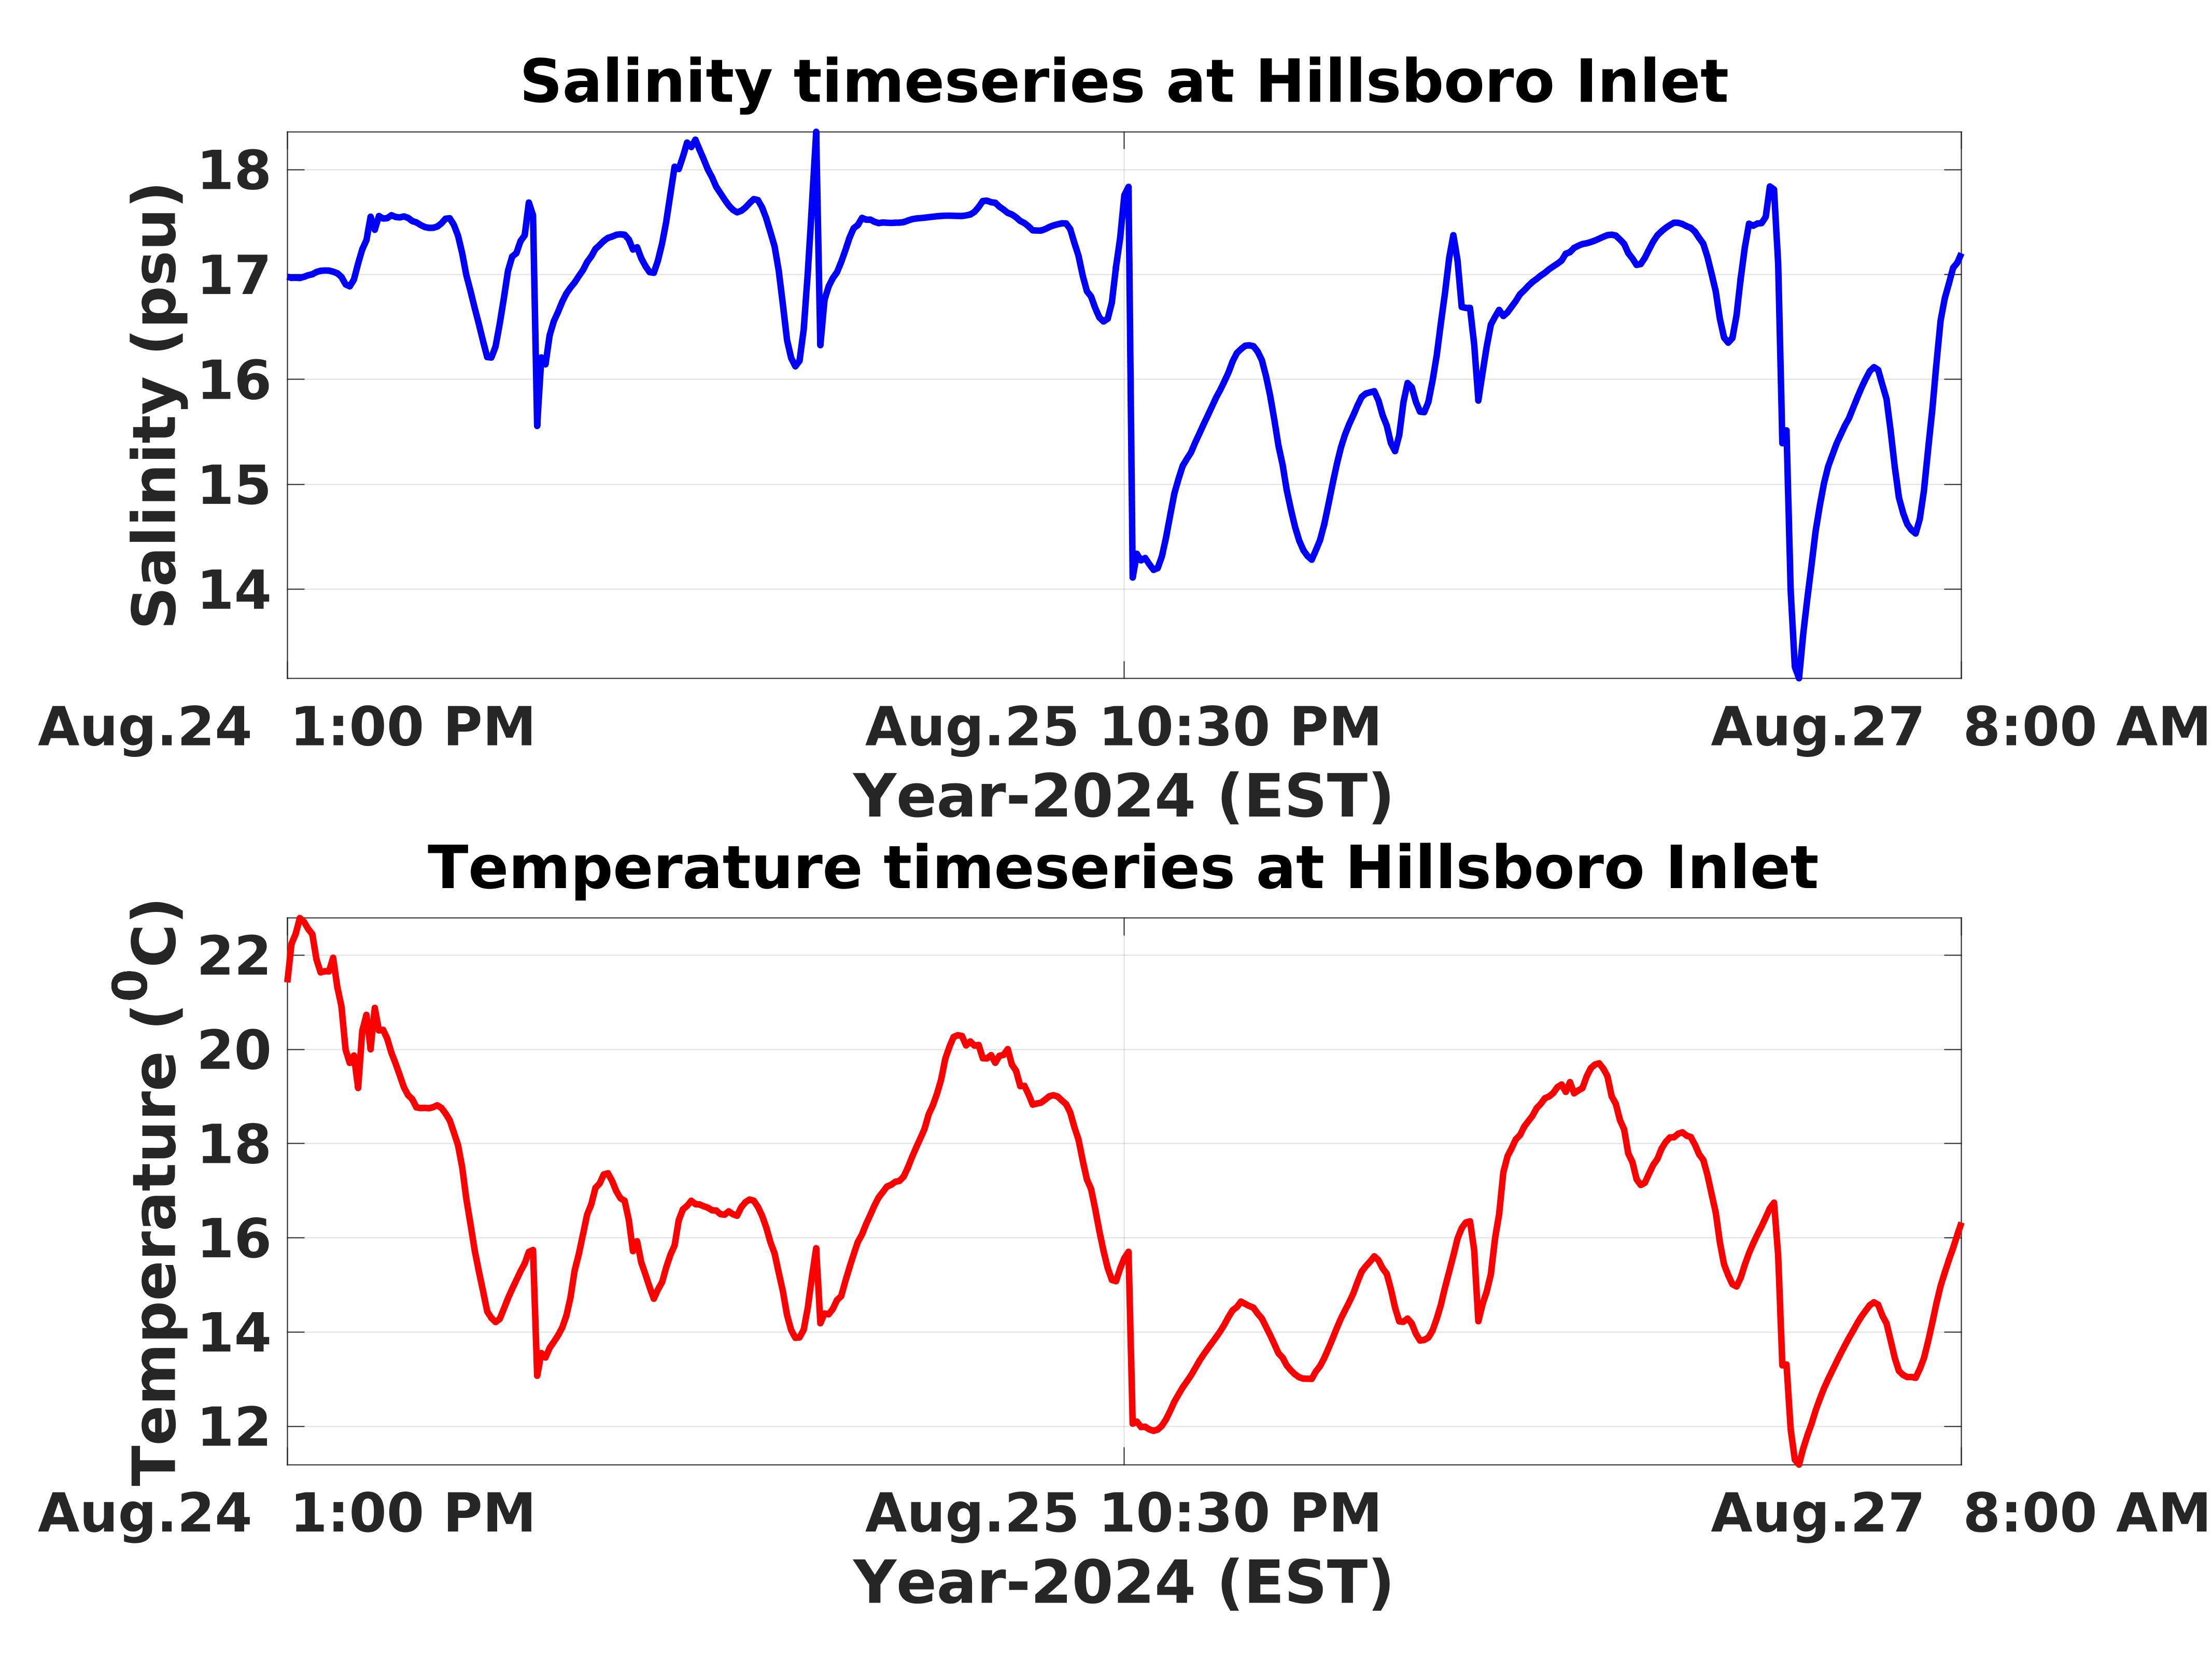 Salinity timeseries at Hillsboro Inlet
Salinity (psu)
18
17
16
15
14
Aug.24 1:00 PM Aug.25 10:30 PM Aug.27 8:00 AM
Year-2024 (EST)
Temperature timeseries at Hillsboro Inlet
Temperature (⁰C)
22
20
18
16
14
12
Aug.24 1:00 PM Aug.25 10:30 PM Aug.27 8:00 AM
Year-2024 (EST)